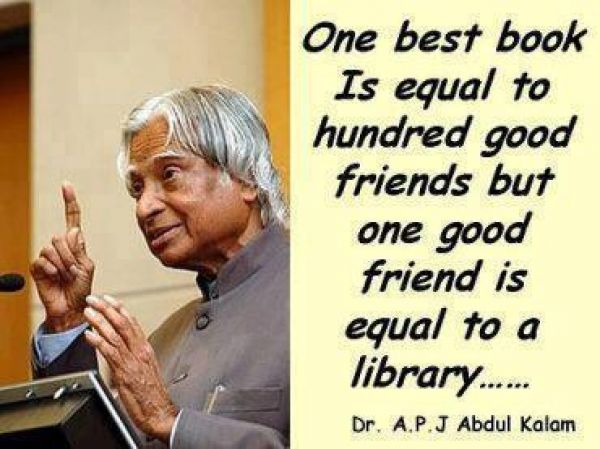 One best book
Is equal to
hundred good
friends but
one good
friend is
equal to a
library......
Dr. A.P.J Abdul Kalam